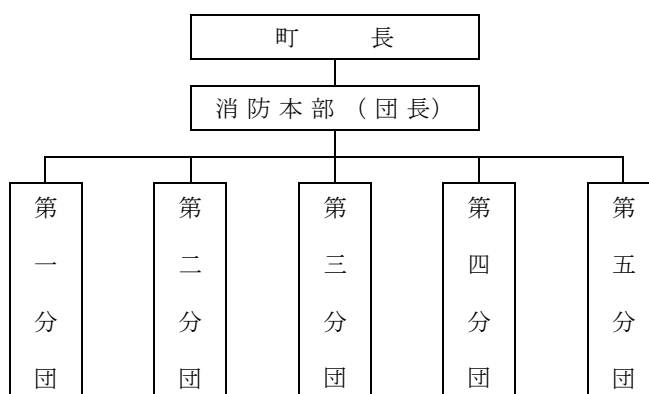 町　　長
消防本部（団長）
第一分団
第二分団
第三分団
第四分団
第五分団